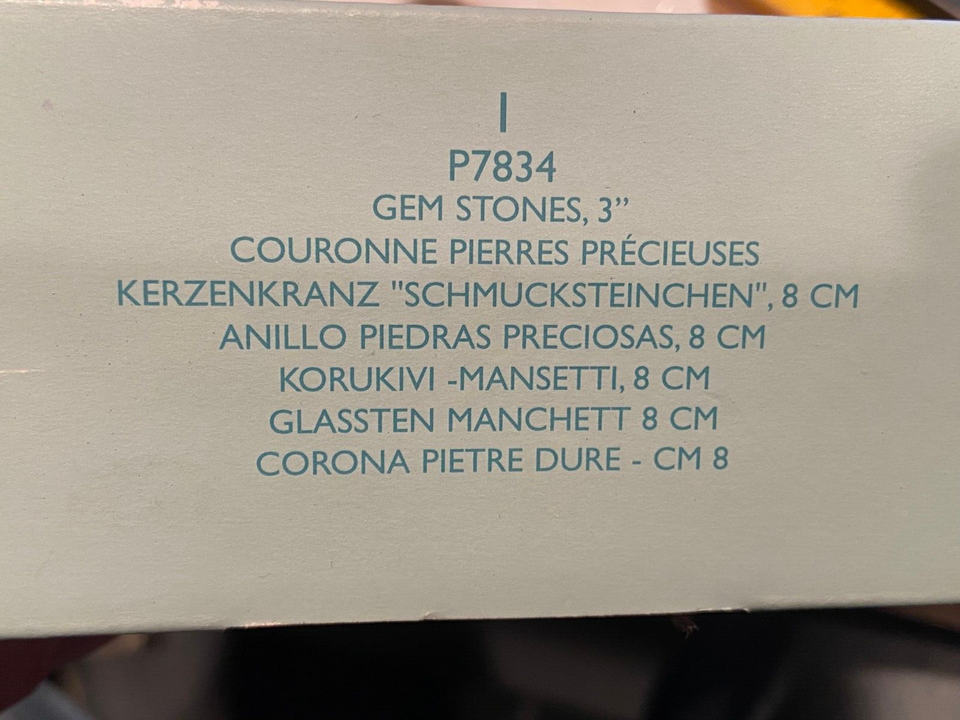 1
P7834
GEM STONES, 3”
COURONNE PIERRES PRÉCIEUSES
KERZENKRANZ "SCHMUCKSTEINCHEN", 8 CM
ANILLO PIEDRAS PRECIOSAS, 8 CM
KORUKIVI -MANSETTI, 8 CM
GLASSTEN MANCHETT 8 CM
CORONA PIETRE DURE - CM 8